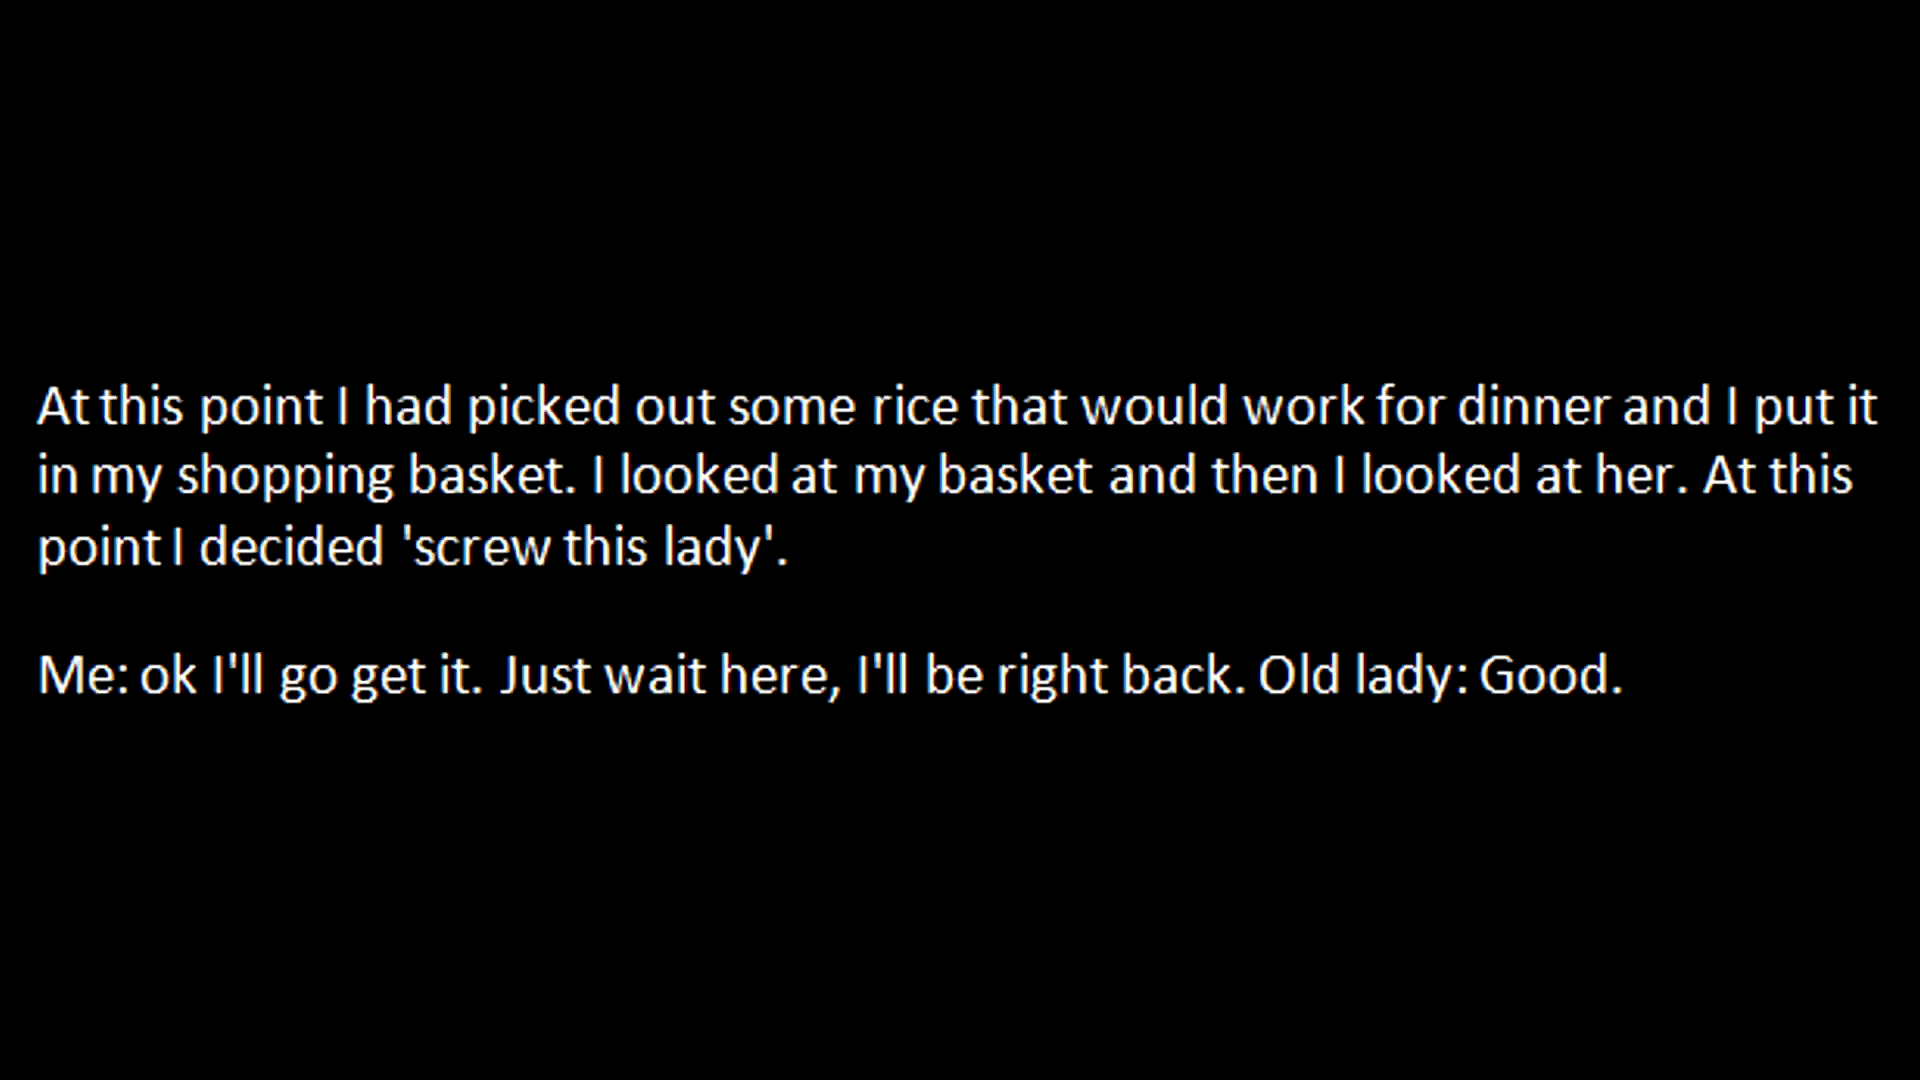 At this point I had picked out some rice that would work for dinner and I put it
in my shopping basket. I looked at my basket and then I looked at her. At this
point I decided 'screw this lady'.
Me: ok I'll go get it. Just wait here, I'll be right back. Old lady: Good.